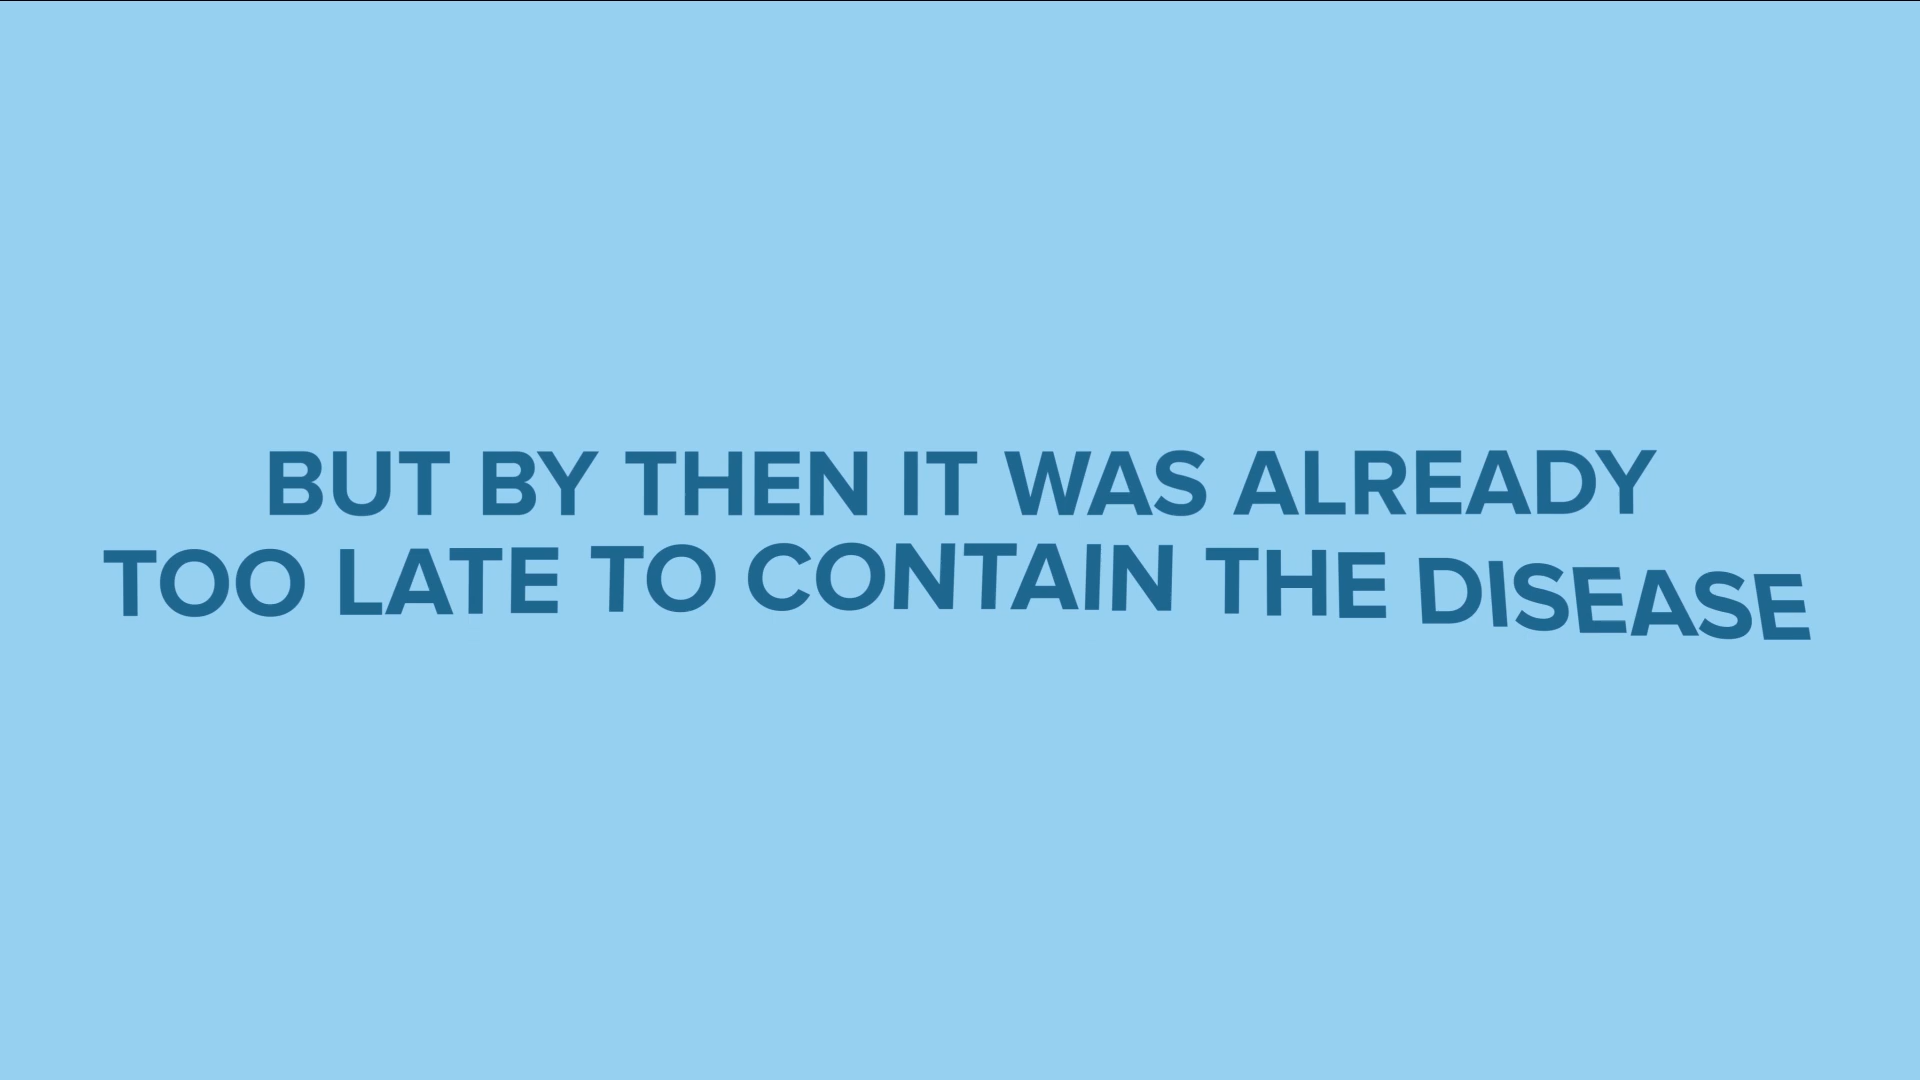 BUT BY THEN IT WAS ALREADY
TOO LATE TO CONTAIN THE DISEASE